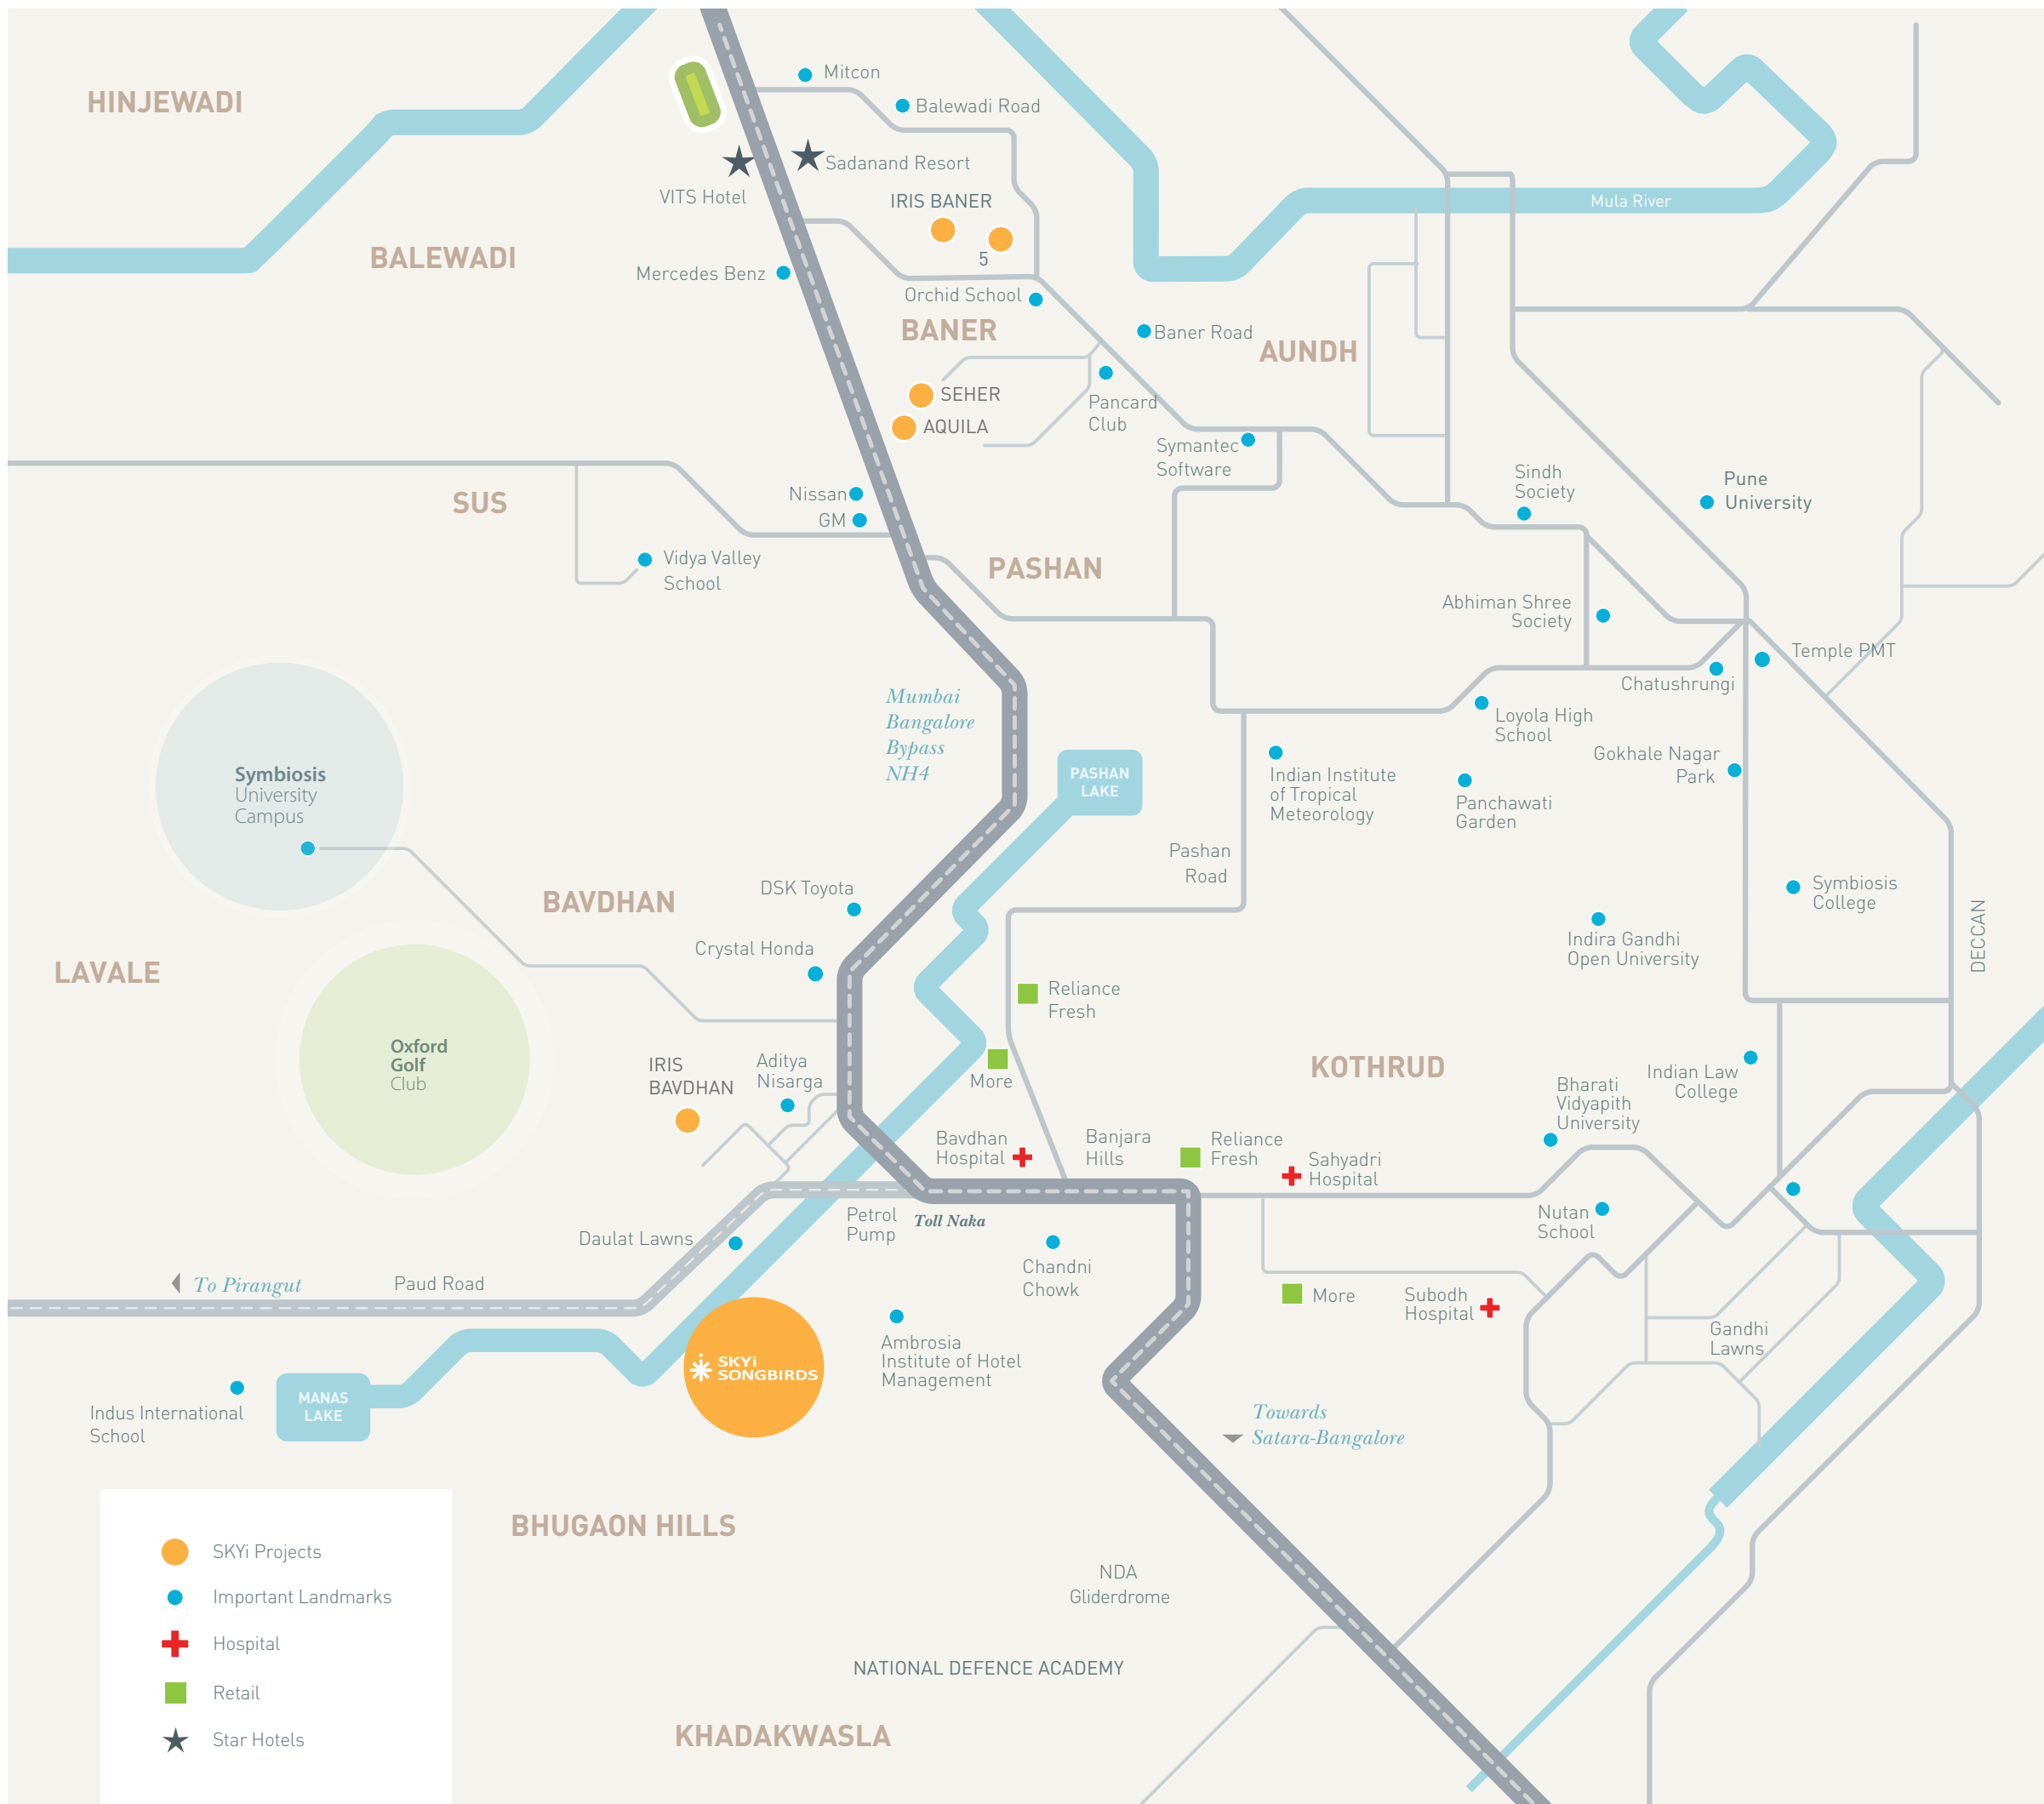 HINJEWADI
Mitcon
Balewadi Road
VITS Hotel
Sadanand Resort
IRIS BANER
5
Mula River
BALEWADI
Mercedes Benz
Orchid School
BANER
Baner Road
AUNDH
SEHER
AQUILA
Pancard
Club
Symantec
Software
SUS
Nissan
GM
Sindh
Society
Pune
University
Vidya Valley
School
PASHAN
Abhiman Shree
Society
Temple PMT
Chatushrungi
Mumbai
Bangalore
Bypass
NH4
Loyola High
School
Gokhale Nagar
Park
PASHAN
LAKE
Indian Institute
of Tropical
Meteorology
Panchawati
Garden
Symbiosis
University
Campus
Pashan
Road
DSK Toyota
BAVDHAN
Symbiosis
College
DECCAN
Crystal Honda
Indira Gandhi
Open University
LAVALE
Reliance
Fresh
Oxford
Golf
Club
IRIS
BAVDHAN
Aditya
Nisarga
More
KOTHRUD
Indian Law
College
Bharati
Vidyapith
University
Bavdhan
Hospital
Banjara
Hills
Reliance
Fresh
Sahyadri
Hospital
Petrol
Pump
Toll Naka
Nutan
School
Daulat Lawns
Chandni
Chowk
To Pirangut
Paud Road
More
Subodh
Hospital
Gandhi
Lawns
SKYi
SONGBIRDS
Ambrosia
Institute of Hotel
Management
MANAS
LAKE
Indus International
School
Towards
Satara-Bangalore
BHUGAON HILLS
NDA
Gliderdrome
NATIONAL DEFENCE ACADEMY
KHADAKWASLA
SKYi Projects
Important Landmarks
Hospital
Retail
Star Hotels